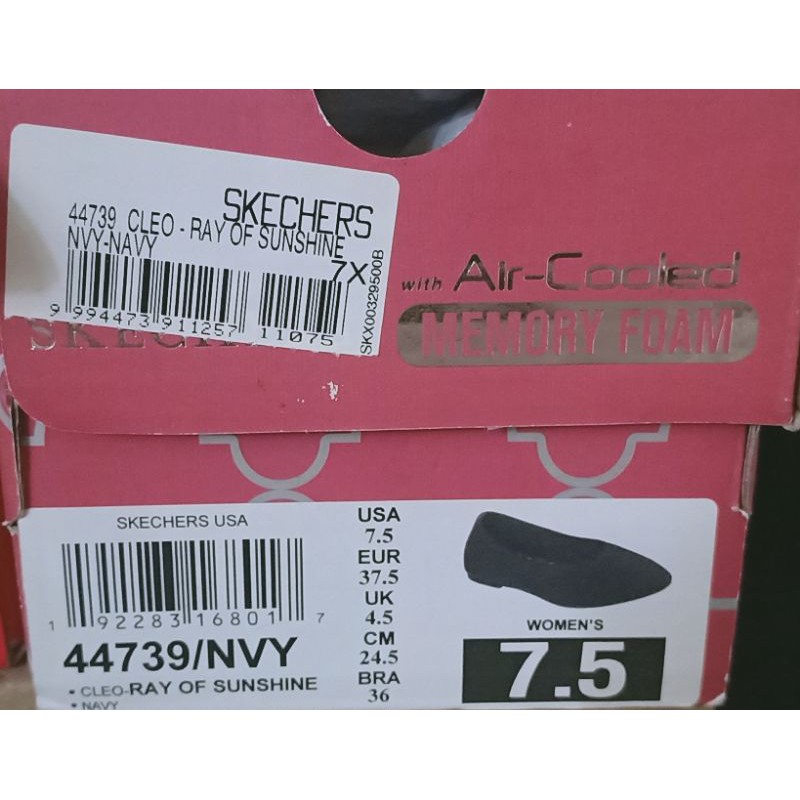 SKECHERS
44739 CLEO - RAY OF SUNSHINE
NVY-NAVY
7X
9 994473 911257 11075
SKX00329500B
SKECHE
with Air-Cooled
MEMORY FOAM
SKECHERS USA
1 92283 16801 7
44739/NVY
• CLEO-RAY OF SUNSHINE
• NAVY
USA
7.5
EUR
37.5
UK
4.5
CM
24.5
BRA
36
WOMEN'S
7.5